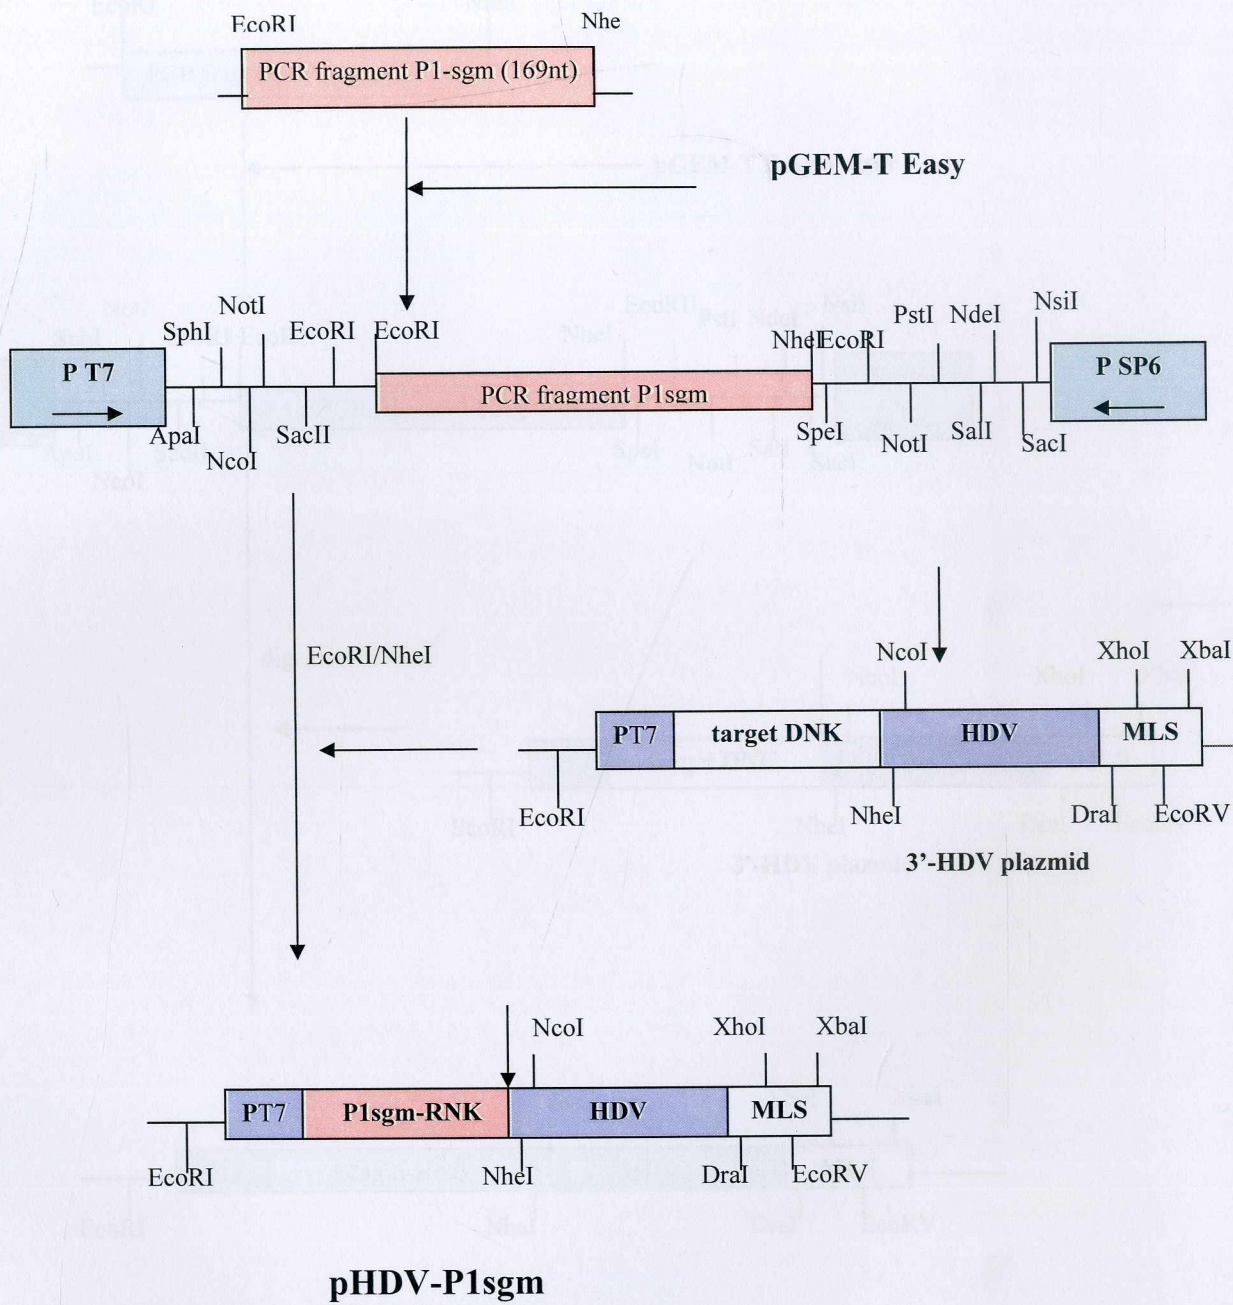 EcoRI Nhe
PCR fragment P1-sgm (169nt)
pGEM-T Easy
NotI NsiI
SphI EcoRI EcoRI PstI NdeI
NheI EcoRI
P T7 P SP6
PCR fragment P1sgm
ApaI SacII SpeI SalI
NcoI NotI SacI
EcoRI/NheI NcoI XhoI XbaI
PT7 target DNK HDV MLS
EcoRI NheI DraI EcoRV
3'-HDV plazmid
NcoI XhoI XbaI
PT7 P1sgm-RNK HDV MLS
EcoRI NheI DraI EcoRV
pHDV-P1sgm